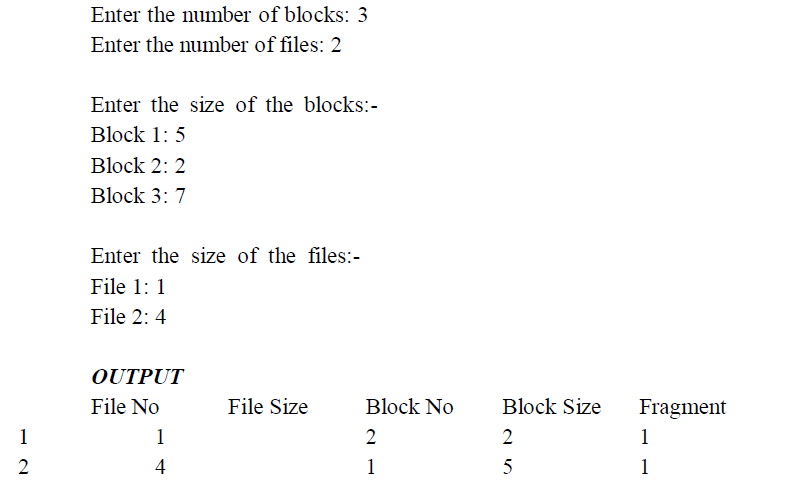 Enter the number of blocks: 3
Enter the number of files: 2
Enter the size of the blocks:-
Block 1: 5
Block 2: 2
Block 3: 7
Enter the size of the files:-
File 1: 1
File 2: 4
OUTPUT
File No File Size Block No Block Size Fragment
1 1 2 2 1
2 4 1 5 1